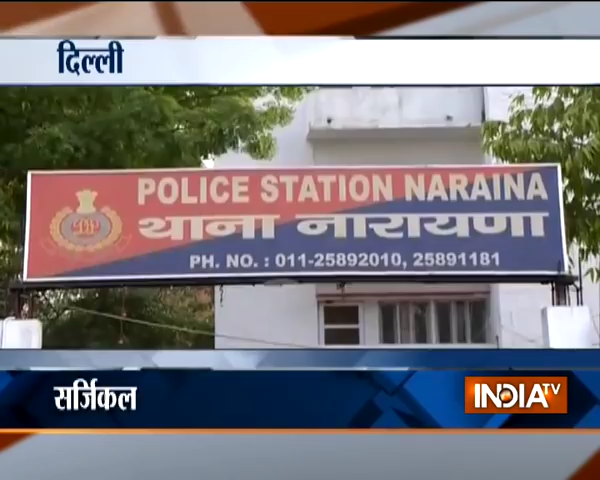 दिल्ली
POLICE STATION NARAINA
थाना नारायणा
PH. NO. : 011-25892010, 25891181
सर्जिकल
INDIA TV